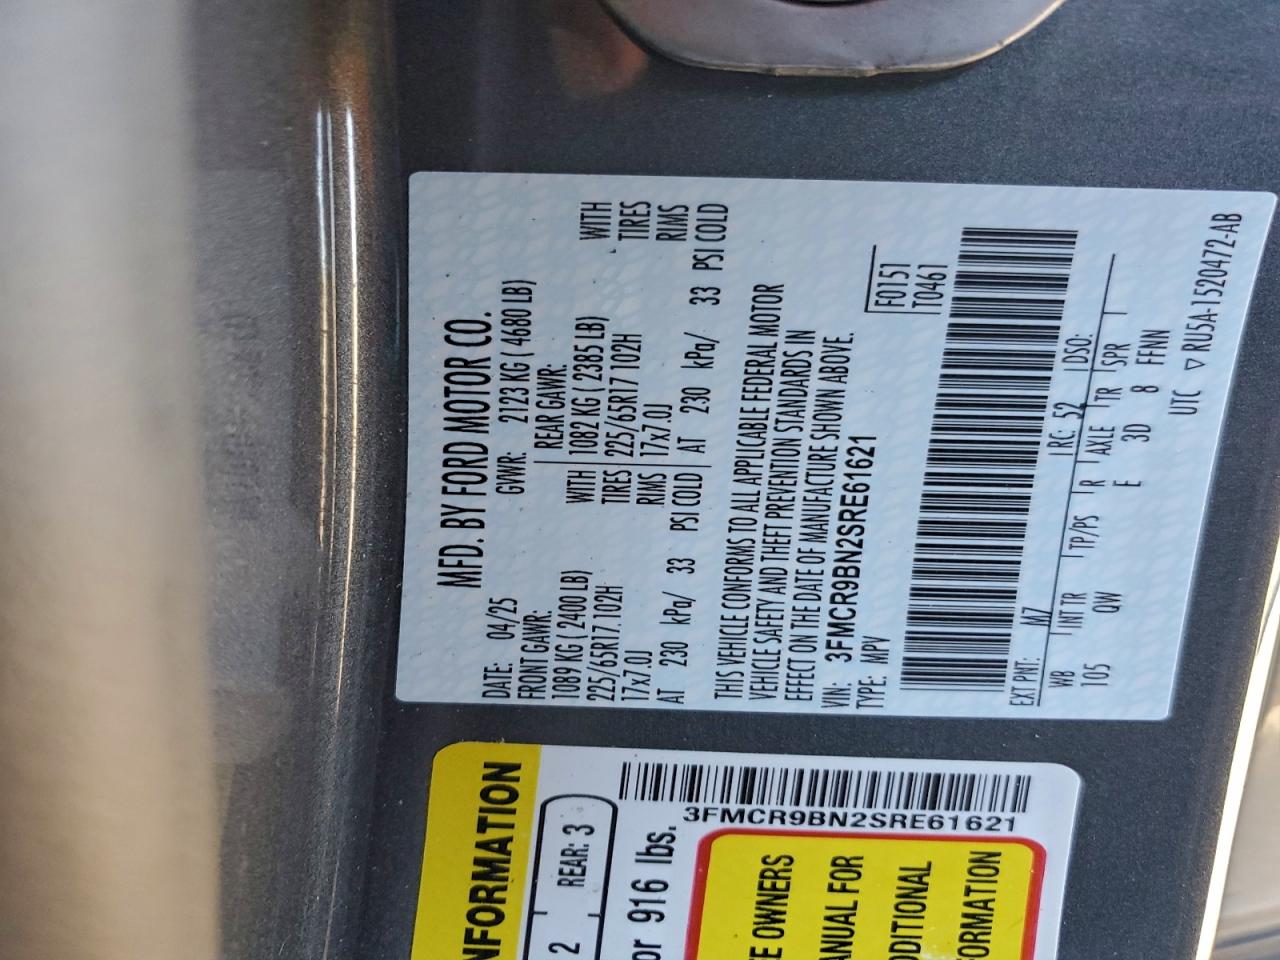 MFD. BY FORD MOTOR CO.
DATE: 04/25 GVWR: 2123 KG ( 4680 LB)
FRONT GAWR: REAR GAWR:
1089 KG ( 2400 LB) WITH 1082 KG 2385 LB) WITH
225/65R17 102H TIRES 225/65R17 102H TIRES
17x7.0J RIMS 17x7.0J RIMS
AT 230 kPa/ 33 PSI COLD AT 230 kPa/ 33 PSI COLD
THIS VEHICLE CONFORMS TO ALL APPLICABLE FEDERAL MOTOR
VEHICLE SAFETY AND THEFT PREVENTION STANDARDS IN
EFFECT ON THE DATE OF MANUFACTURE SHOWN ABOVE.
VIN: 3FMCR9BN2SRE61621
TYPE: MPV
F0151
T0461
EXT PNT: M7 RC: 52 DSO:
WB INT TR TP/PS R AXLE TR SPR
105 QW E 3D 8 FFNN
UTC ▽ RU5A-1520472-AB
NFORMATION
2 REAR: 3
or 916 lbs.
3FMCR9BN2SRE61621
E OWNERS
ANUAL FOR
DDITIONAL
FORMATION